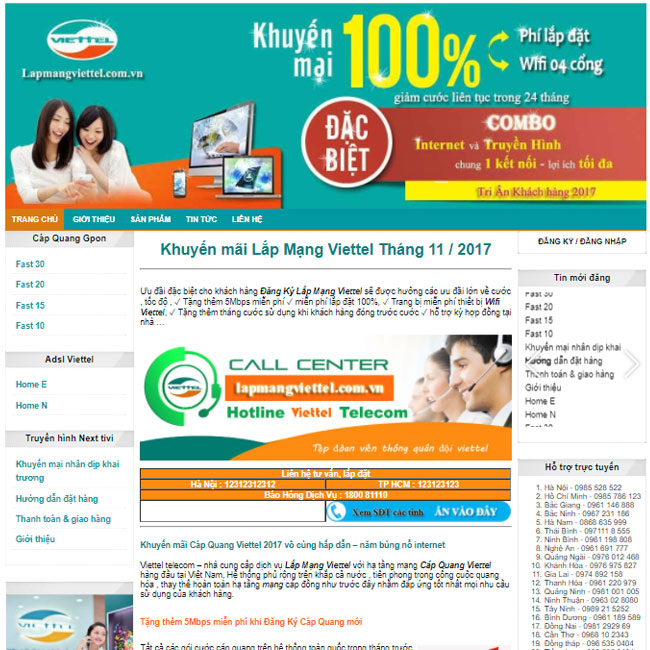 VIETTEL
Lapmangviettel.com.vn
Khuyến
mại
100%
Phí lắp đặt
Wifi 04 cổng
giảm cước liên tục trong 24 tháng
ĐẶC
BIỆT
COMBO
Internet và Truyền Hình
chung 1 kết nối - lợi ích tối đa
Tri Ân Khách hàng 2017
TRANG CHỦ GIỚI THIỆU SẢN PHẨM TIN TỨC LIÊN HỆ
Cáp Quang Gpon
Fast 30
Fast 20
Fast 15
Fast 10
Adsl Viettel
Home E
Home N
Truyền hình Next tivi
Khuyến mại nhân dịp khai
trương
Hướng dẫn đặt hàng
Thanh toán & giao hàng
Giới thiệu
VIETTEL
Khuyến mãi Lắp Mạng Viettel Tháng 11 / 2017
Ưu đãi đặc biệt cho khách hàng Đăng Ký Lắp Mạng Viettel sẽ được hưởng các ưu đãi lớn về cước
, tốc độ , ✓ Tặng thêm 5Mbps miễn phí ✓ miễn phí lắp đặt 100%, ✓ Trang bị miễn phí thiết bị Wifi
Viettel, ✓ Tặng thêm tháng cước sử dụng khi khách hàng đóng trước cước ✓ hỗ trợ ký hợp đồng tại
nhà …
CALL CENTER
VIETTEL
lapmangviettel.com.vn
Hotline Viettel Telecom
Tập đoàn viễn thông quân đội viettel
Liên hệ tư vấn, lắp đặt
Hà Nội : 12312312312 TP HCM : 123123123
Báo Hỏng Dịch Vụ : 1800 81110
Xem SĐT các tỉnh ẤN VÀO ĐÂY
Khuyến mãi Cáp Quang Viettel 2017 vô cùng hấp dẫn – năm bùng nổ internet
Viettel telecom – nhà cung cấp dịch vụ Lắp Mạng Viettel với hạ tầng mạng Cáp Quang Viettel
hàng đầu tại Việt Nam. Hệ thống phủ rộng trên khắp cả nước , tiên phong trong công cuộc quang
hóa , thay thế hoàn toàn hạ tầng mạng cáp đồng như trước đây nhằm đáp ứng tốt nhất mọi nhu cầu
sử dụng của khách hàng.
Tặng thêm 5Mbps miễn phí khi Đăng Ký Cáp Quang mới
Tất cả các gói cước cáp quang trên hệ thống toàn quốc trong tháng trước
ĐĂNG KÝ / ĐĂNG NHẬP
Tin mới đăng
Fast 30
Fast 20
Fast 15
Fast 10
Khuyến mại nhân dịp khai
Hướng dẫn đặt hàng
Thanh toán & giao hàng
Giới thiệu
Home E
Home N
Fast 30
Hỗ trợ trực tuyến
1. Hà Nội - 0985 528 522
2. Hồ Chí Minh - 0985 786 123
3. Bắc Giang - 0961 146 888
4. Bắc Ninh - 0967 231 186
5. Hà Nam - 0868 635 999
6. Thái Bình - 097111 8 555
7. Ninh Bình - 0961 198 808
8. Nghệ An - 0961 691 777
9. Quảng Ngãi - 0976 012 468
10. Khánh Hòa - 0976 975 827
11. Gia Lai - 0974 892 158
12. Thanh Hóa - 0961 220 979
13. Quảng Ninh - 0981 001 005
14. Ninh Thuận - 0963 02 8080
15. Tây Ninh - 0989 21 5252
16. Bình Dương - 0961 189 589
17. Đồng Nai - 0981 2929 69
18. Cần Thơ - 0968 10 2343
19. Đồng tháp - 096 535 0404